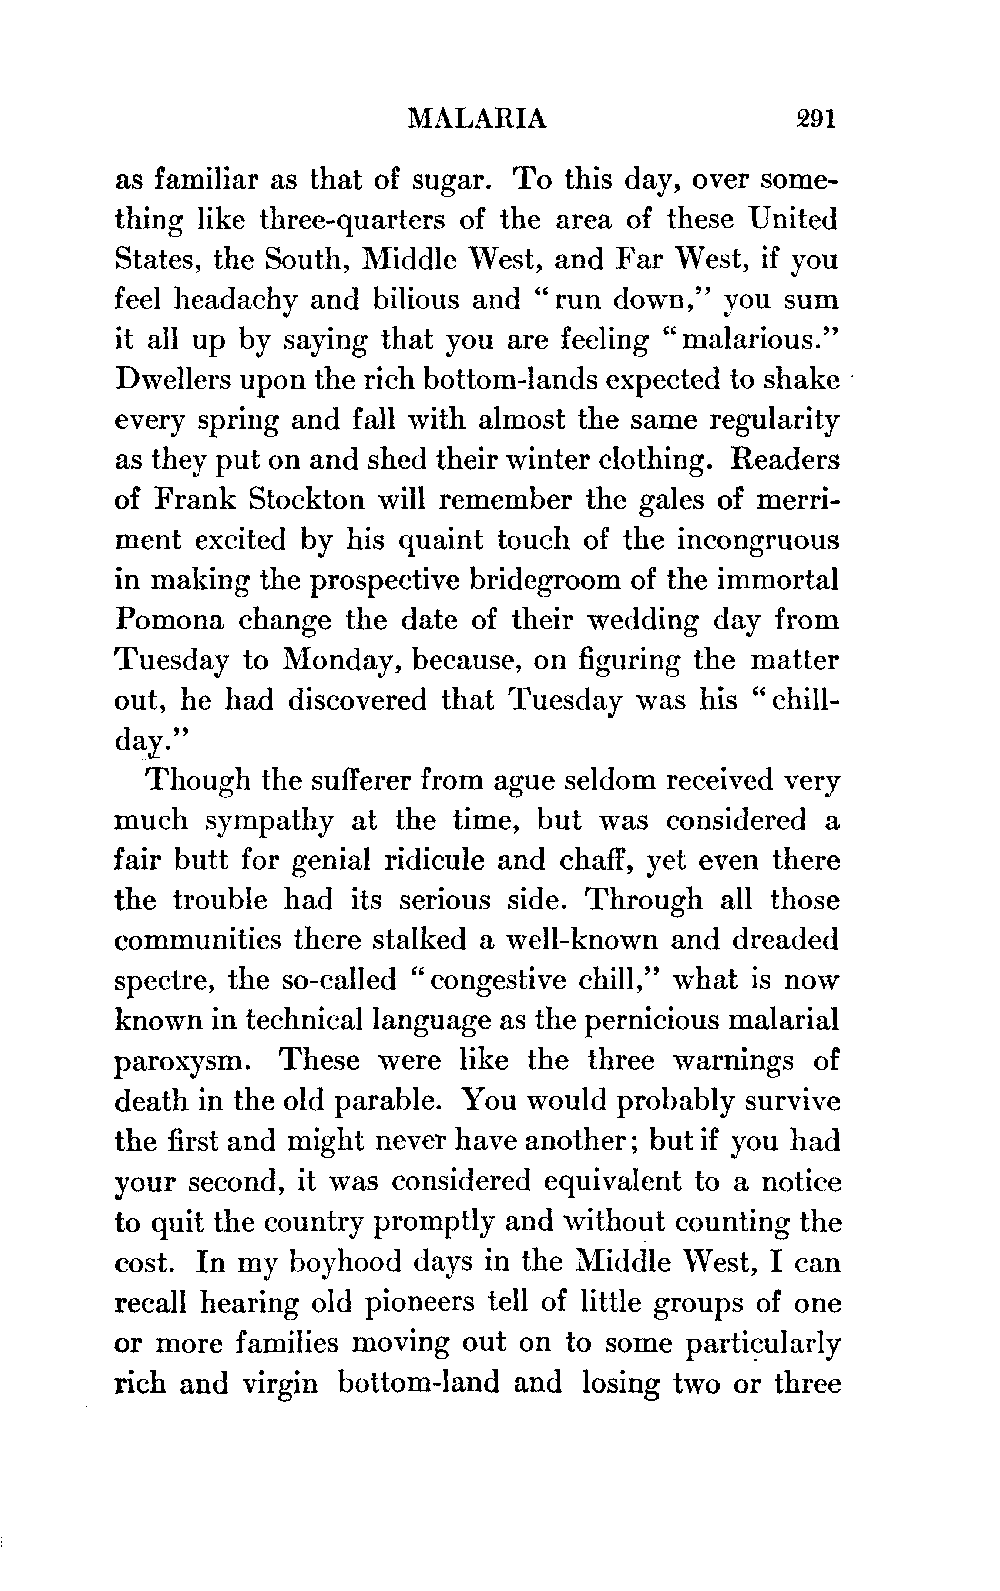 MALARIA 291
as familiar as that of sugar. To this day, over some-
thing like three-quarters of the area of these United
States, the South, Middle West, and Far West, if you
feel headachy and bilious and "run down," you sum
it all up by saying that you are feeling "malarious."
Dwellers upon the rich bottom-lands expected to shake
every spring and fall with almost the same regularity
as they put on and shed their winter clothing. Readers
of Frank Stockton will remember the gales of merri-
ment excited by his quaint touch of the incongruous
in making the prospective bridegroom of the immortal
Pomona change the date of their wedding day from
Tuesday to Monday, because, on figuring the matter
out, he had discovered that Tuesday was his "chill-
day."
Though the sufferer from ague seldom received very
much sympathy at the time, but was considered a
fair butt for genial ridicule and chaff, yet even there
the trouble had its serious side. Through all those
communities there stalked a well-known and dreaded
spectre, the so-called "congestive chill," what is now
known in technical language as the pernicious malarial
paroxysm. These were like the three warnings of
death in the old parable. You would probably survive
the first and might never have another; but if you had
your second, it was considered equivalent to a notice
to quit the country promptly and without counting the
cost. In my boyhood days in the Middle West, I can
recall hearing old pioneers tell of little groups of one
or more families moving out on to some particularly
rich and virgin bottom-land and losing two or three